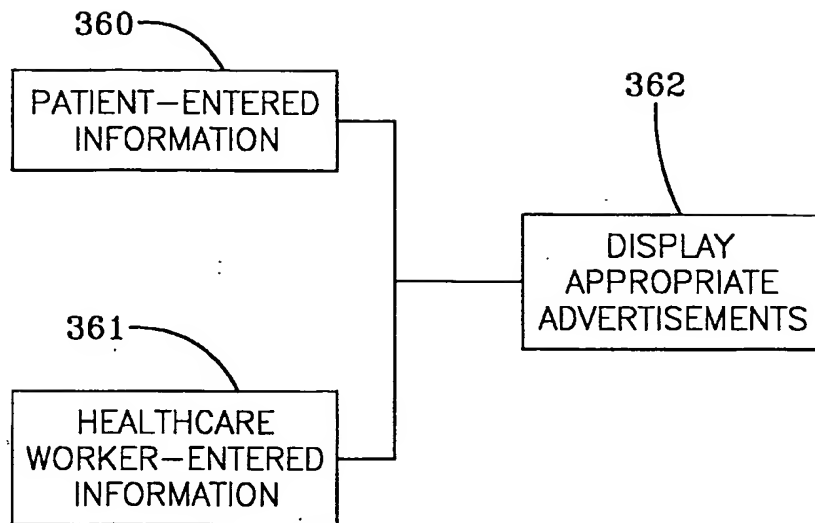 360
PATIENT-ENTERED
INFORMATION
362
DISPLAY
APPROPRIATE
ADVERTISEMENTS
361
HEALTHCARE
WORKER-ENTERED
INFORMATION